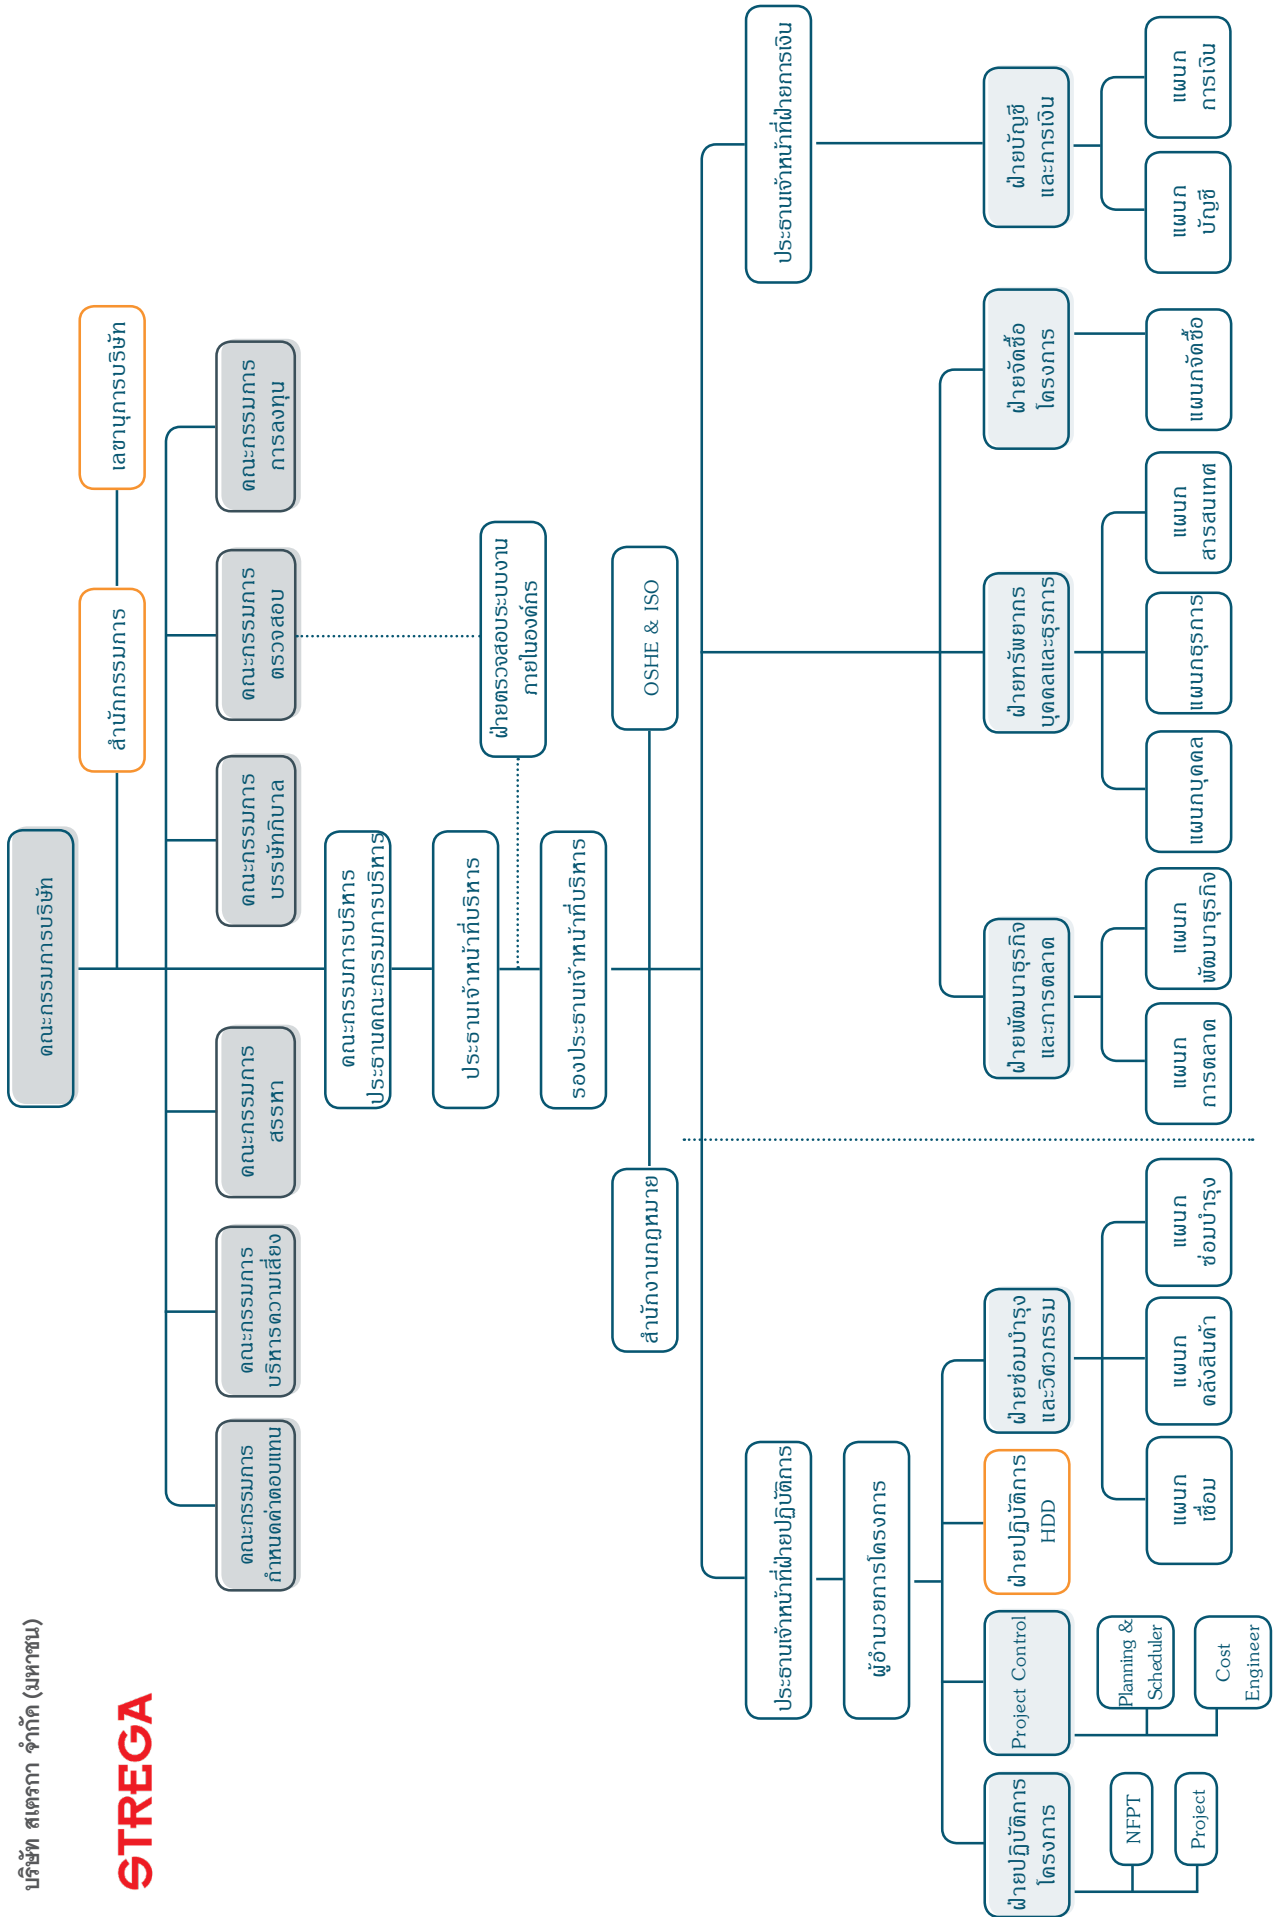 บริษัท สเตรกา จำกัด (มหาชน)
STREGA
คณะกรรมการบริษัท
สำนักกรรมการ
เลขานุการบริษัท
คณะกรรมการ
กำหนดค่าตอบแทน
คณะกรรมการ
บริหารความเสี่ยง
คณะกรรมการ
สรรหา
คณะกรรมการ
บรรษัทภิบาล
คณะกรรมการ
ตรวจสอบ
คณะกรรมการ
การลงทุน
คณะกรรมการบริหาร
ประธานคณะกรรมการบริหาร
ประธานเจ้าหน้าที่บริหาร
ฝ่ายตรวจสอบระบบงาน
ภายในองค์กร
รองประธานเจ้าหน้าที่บริหาร
สำนักงานกฎหมาย
OSHE & ISO
ประธานเจ้าหน้าที่ฝ่ายปฏิบัติการ
ประธานเจ้าหน้าที่ฝ่ายการเงิน
ผู้อำนวยการโครงการ
ฝ่ายปฏิบัติการ
โครงการ
Project Control
ฝ่ายปฏิบัติการ
HDD
ฝ่ายซ่อมบำรุง
และวิศวกรรม
ฝ่ายพัฒนาธุรกิจ
และการตลาด
ฝ่ายทรัพยากร
บุคคลและธุรการ
ฝ่ายจัดซื้อ
โครงการ
ฝ่ายบัญชี
และการเงิน
NFPT
Project
Planning &
Scheduler
Cost
Engineer
แผนก
เชื่อม
แผนก
คลังสินค้า
แผนก
ซ่อมบำรุง
แผนก
การตลาด
แผนก
พัฒนาธุรกิจ
แผนกบุคคล
แผนกธุรการ
แผนก
สารสนเทศ
แผนกจัดซื้อ
แผนก
บัญชี
แผนก
การเงิน